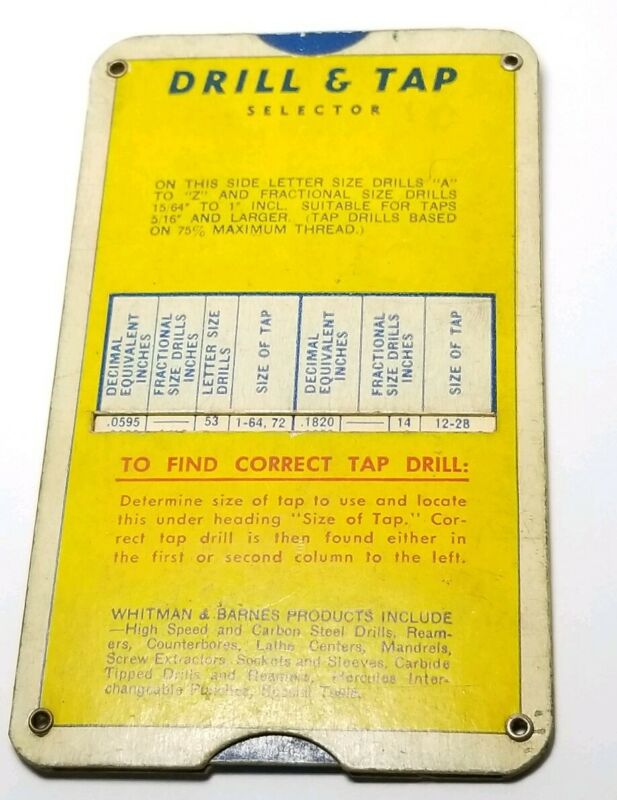 DRILL & TAP
SELECTOR
ON THIS SIDE LETTER SIZE DRILLS "A"
TO "Z" AND FRACTIONAL SIZE DRILLS
15/64" TO 1" INCL. SUITABLE FOR TAPS
5/16" AND LARGER. (TAP DRILLS BASED
ON 75% MAXIMUM THREAD.)
DECIMAL
EQUIVALENT
INCHES
FRACTIONAL
SIZE DRILLS
INCHES
LETTER SIZE
DRILLS
SIZE OF TAP
DECIMAL
EQUIVALENT
INCHES
FRACTIONAL
SIZE DRILLS
INCHES
SIZE OF TAP
.0595 — 53 1-64, 72 .1820 — 14 12-28
TO FIND CORRECT TAP DRILL:
Determine size of tap to use and locate
this under heading "Size of Tap." Cor-
rect tap drill is then found either in
the first or second column to the left.
WHITMAN & BARNES PRODUCTS INCLUDE
—High Speed and Carbon Steel Drills, Ream-
ers, Counterbores, Lathe Centers, Mandrels,
Screw Extractors, Sockets and Sleeves, Carbide
Tipped Drills and Reamers, Hercules Inter-
changeable Punches, Special Tools.